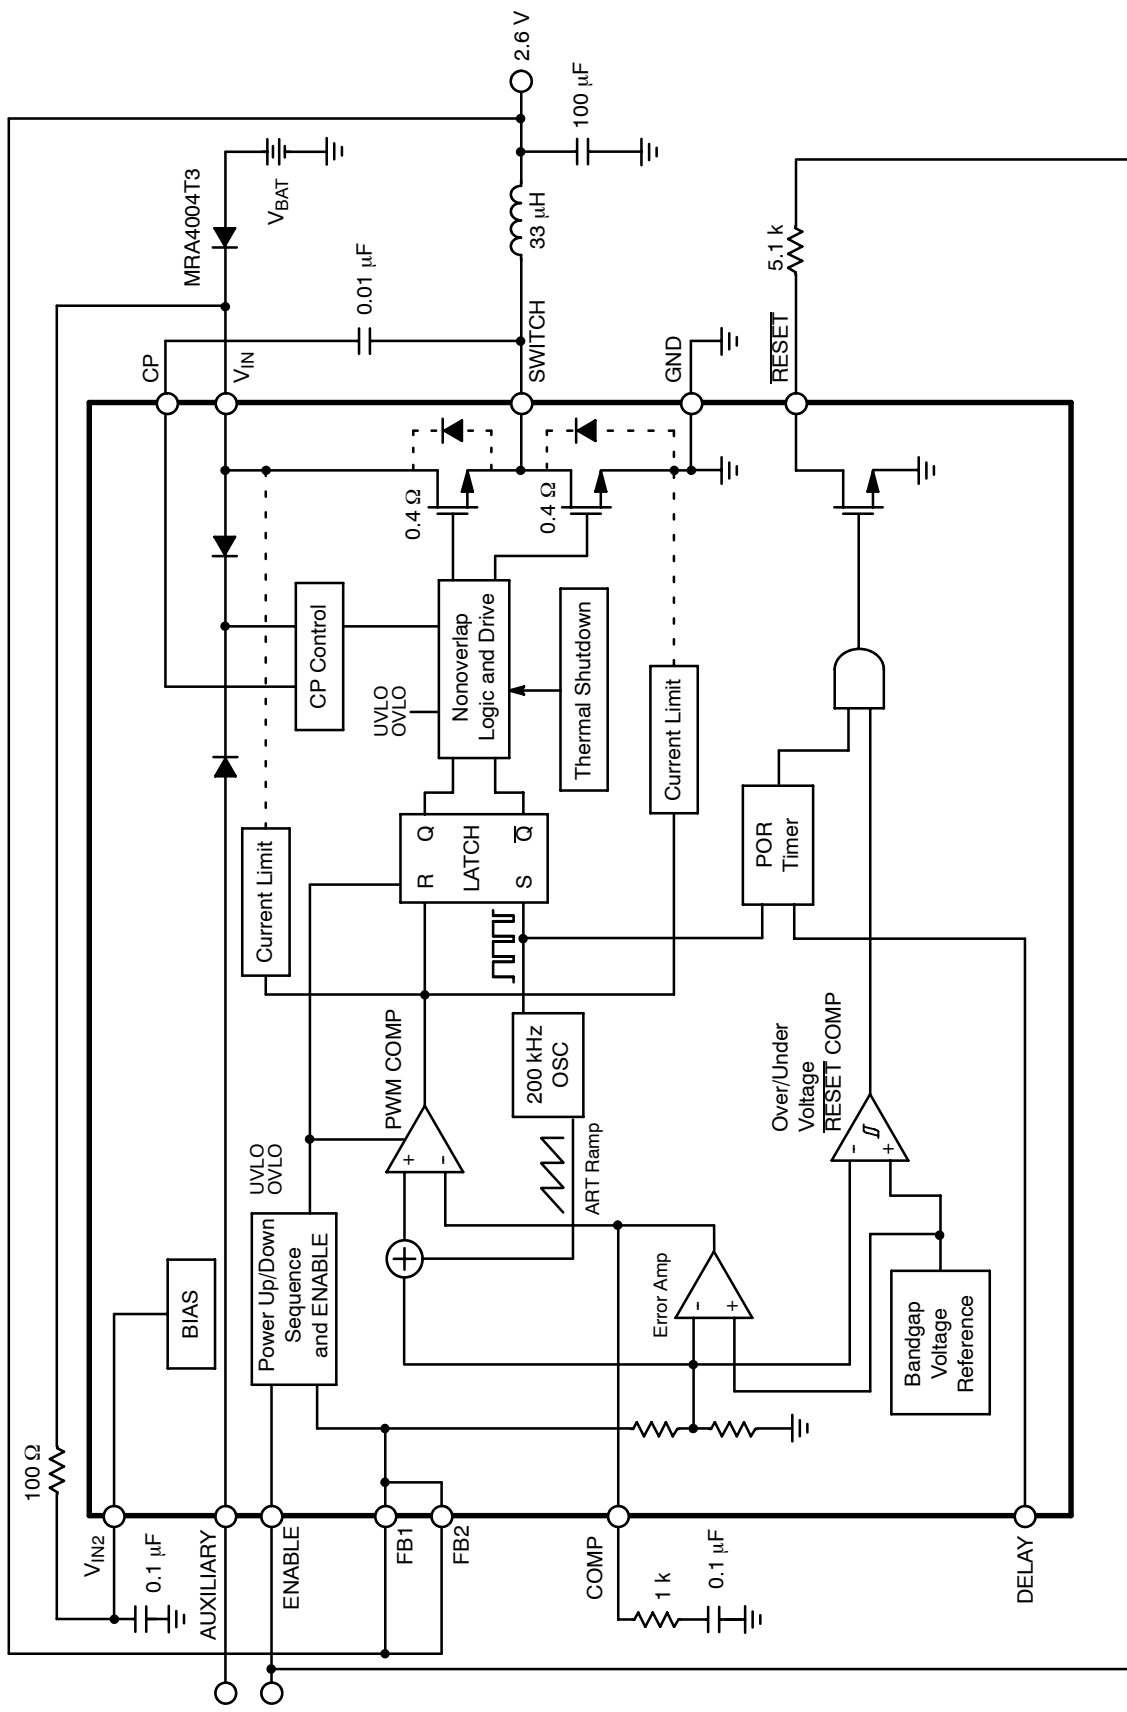 100 Ω
V_IN2
0.1 µF
BIAS
MRA4004T3
V_BAT
AUXILIARY
ENABLE
Power Up/Down
Sequence
and ENABLE
UVLO
OVLO
Current Limit
CP
V_IN
CP Control
0.01 µF
FB1
FB2
PWM COMP
+
-
R
Q
LATCH
S
Q̅
UVLO
OVLO
Nonoverlap
Logic and Drive
0.4 Ω
0.4 Ω
SWITCH
33 µH
2.6 V
100 µF
200 kHz
OSC
ART Ramp
Thermal Shutdown
COMP
1 k
0.1 µF
Error Amp
-
+
Current Limit
GND
POR
Timer
Over/Under
Voltage
R̅E̅S̅E̅T̅ COMP
-
+
R̅E̅S̅E̅T̅
5.1 k
Bandgap
Voltage
Reference
DELAY